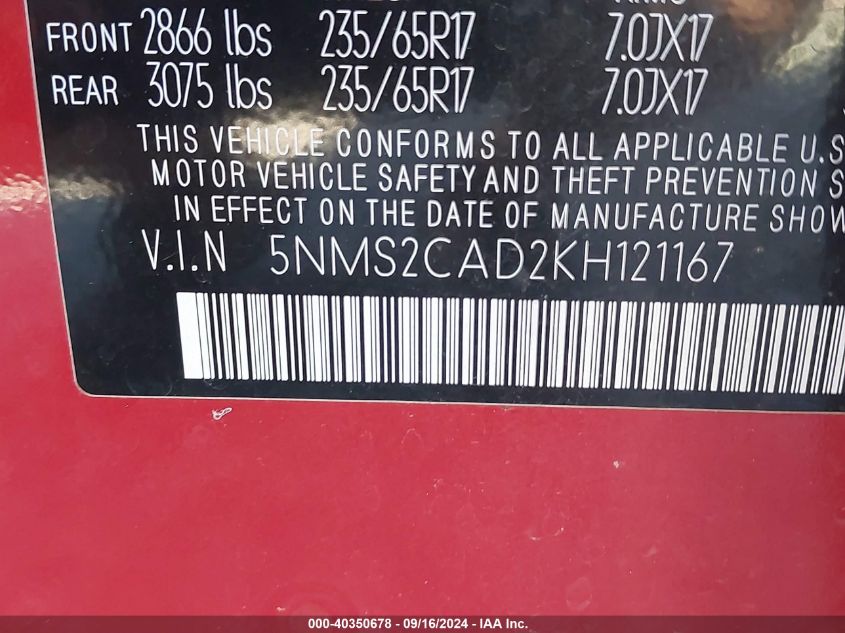 FRONT 2866 lbs 235/65R17 7.0JX17
REAR 3075 lbs 235/65R17 7.0JX17
THIS VEHICLE CONFORMS TO ALL APPLICABLE U.S
MOTOR VEHICLE SAFETY AND THEFT PREVENTION S
IN EFFECT ON THE DATE OF MANUFACTURE SHOW
V.I.N 5NMS2CAD2KH121167
000-40350678 - 09/16/2024 - IAA Inc.